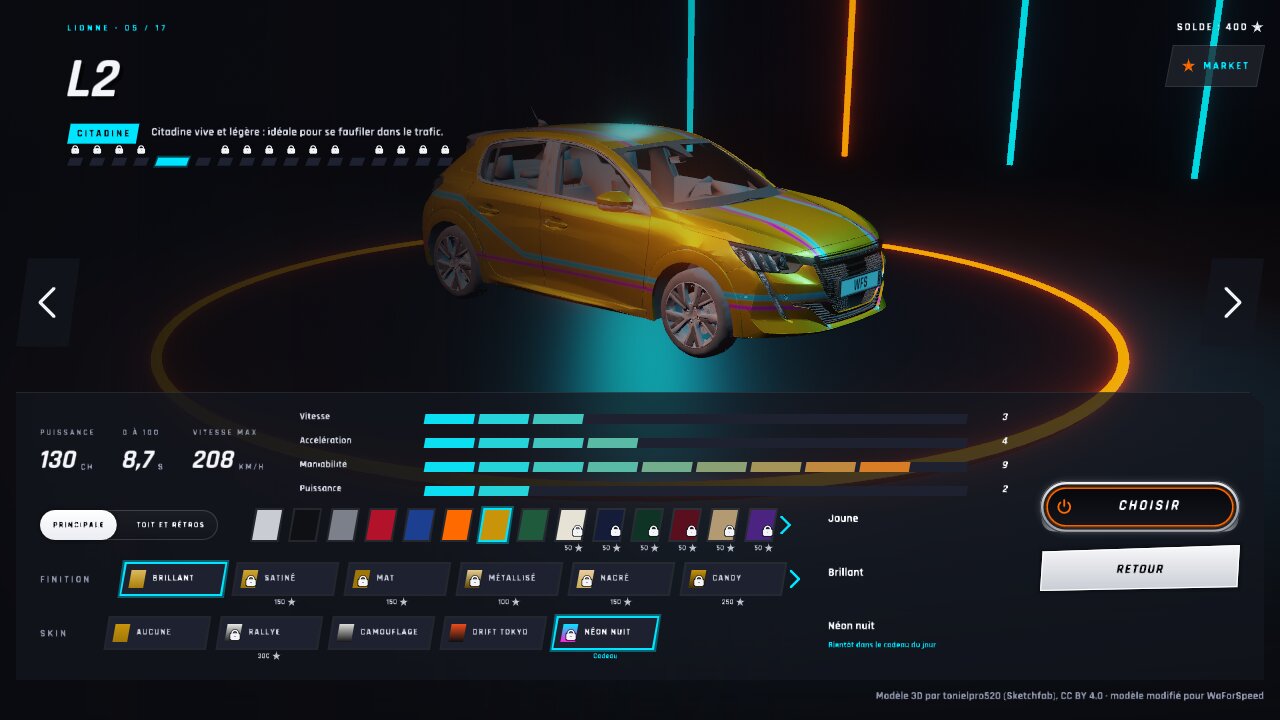 LIONNE · 05 / 17
SOLDE : 400 ★
★ MARKET
L2
CITADINE
Citadine vive et légère : idéale pour se faufiler dans le trafic.
WFS
PUISSANCE
130 CH
0 À 100
8,7 S
VITESSE MAX
208 KM/H
Vitesse 3
Accélération 4
Maniabilité 9
Puissance 2
PRINCIPALE
TOIT ET RÉTROS
50 ★ 50 ★ 50 ★ 50 ★ 50 ★ 50 ★
Jaune
FINITION
BRILLANT
SATINÉ
150 ★
MAT
150 ★
MÉTALLISÉ
100 ★
NACRÉ
150 ★
CANDY
250 ★
Brillant
SKIN
AUCUNE
RALLYE
300 ★
CAMOUFLAGE
DRIFT TOKYO
NÉON NUIT
Cadeau
Néon nuit
Bientôt dans le cadeau du jour
CHOISIR
RETOUR
Modèle 3D par tonielpro520 (Sketchfab), CC BY 4.0 · modèle modifié pour WaForSpeed